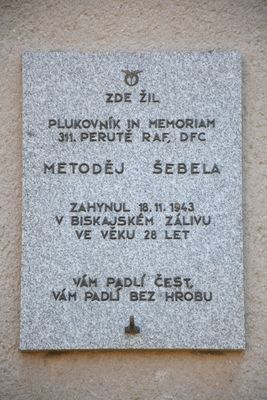 ZDE ŽIL
PLUKOVNÍK IN MEMORIAM
311. PERUTĚ RAF, DFC
METODĚJ ŠEBELA
ZAHYNUL 18.11.1943
V BISKAJSKÉM ZÁLIVU
VE VĚKU 28 LET
VÁM PADLÍ ČEST,
VÁM PADLÍ BEZ HROBU